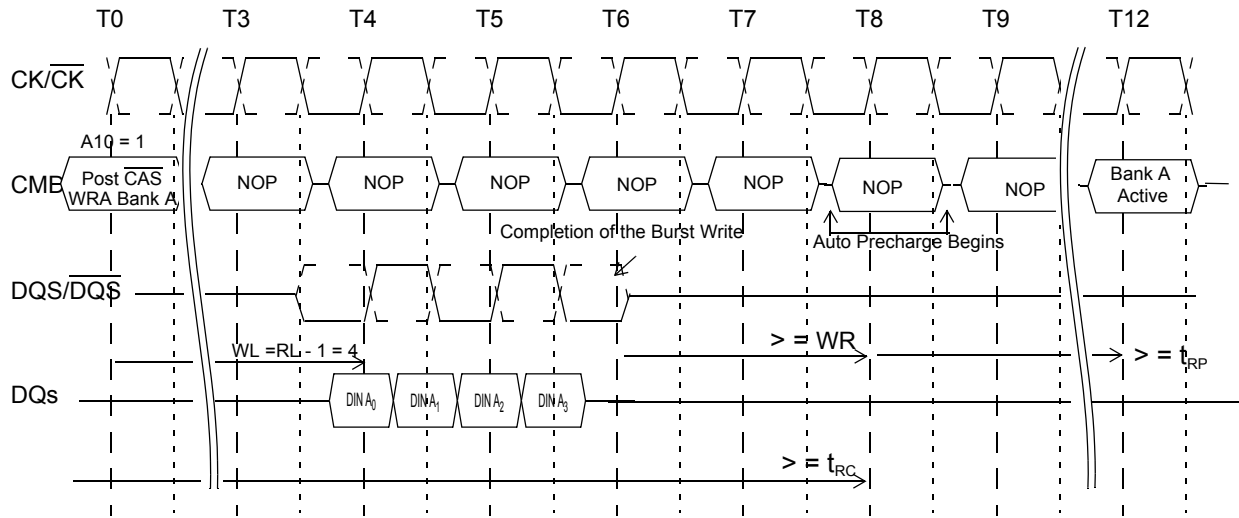 T0 T3 T4 T5 T6 T7 T8 T9 T12
CK/CK
A10 = 1
CMB
Post CAS
WRA Bank A
NOP NOP NOP NOP NOP NOP NOP
Bank A
Active
Completion of the Burst Write
Auto Precharge Begins
DQS/DQS
WL =RL - 1 = 4
> = WR
> = tRP
DQs
DIN A0 DIN A1 DIN A2 DIN A3
> = tRC